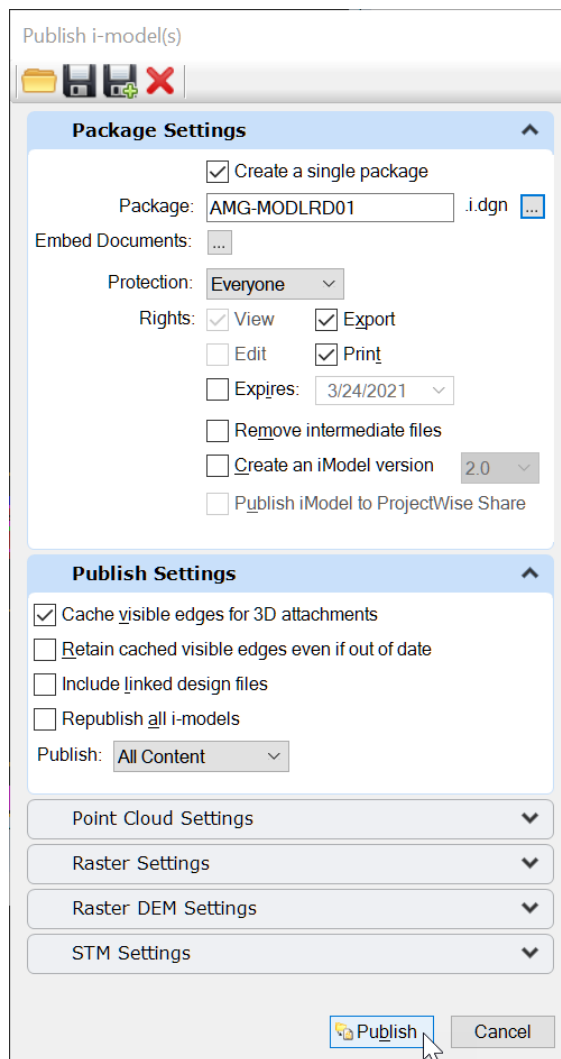 Publish i-model(s)
Package Settings
Create a single package
Package: AMG-MODLRD01 .i.dgn ...
Embed Documents: ...
Protection: Everyone
Rights: View Export
Edit Print
Expires: 3/24/2021
Remove intermediate files
Create an iModel version 2.0
Publish iModel to ProjectWise Share
Publish Settings
Cache visible edges for 3D attachments
Retain cached visible edges even if out of date
Include linked design files
Republish all i-models
Publish: All Content
Point Cloud Settings
Raster Settings
Raster DEM Settings
STM Settings
Publish Cancel